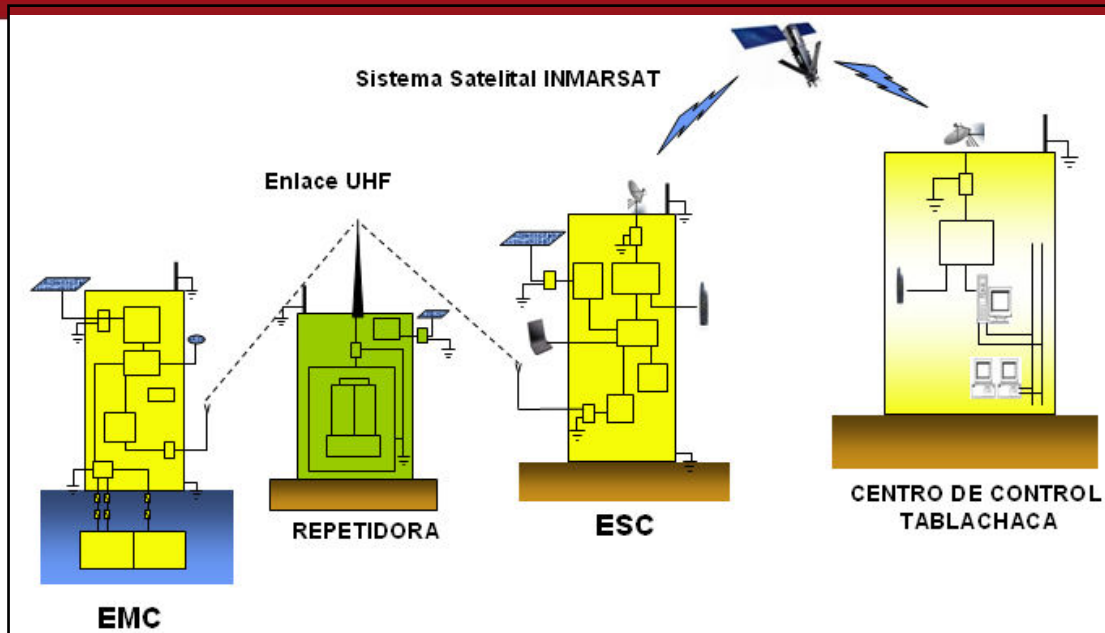 Sistema Satelital INMARSAT
Enlace UHF
REPETIDORA
ESC
CENTRO DE CONTROL
TABLACHACA
EMC